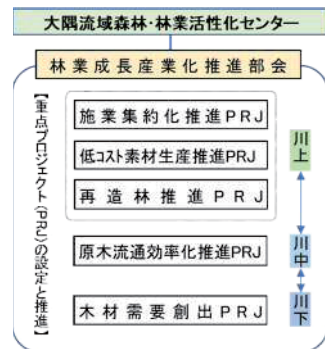 大隅流域森林・林業活性化センター
林業成長産業化推進部会
【重点プロジェクト(PRJ)の設定と推進】
施業集約化推進PRJ
低コスト素材生産推進PRJ
再造林推進PRJ
原木流通効率化推進PRJ
木材需要創出PRJ
川上
川中
川下